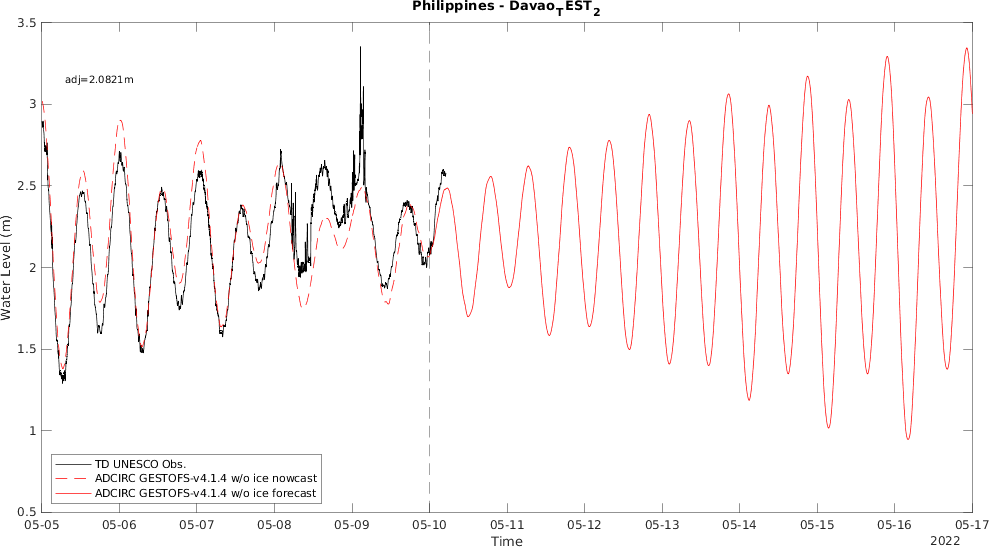 Philippines - Davao_TEST_2
3.5
adj=2.0821m
3
2.5
2
1.5
1
0.5
Water Level (m)
TD UNESCO Obs.
ADCIRC GESTOFS-v4.1.4 w/o ice nowcast
ADCIRC GESTOFS-v4.1.4 w/o ice forecast
05-05 05-06 05-07 05-08 05-09 05-10 05-11 05-12 05-13 05-14 05-15 05-16 05-17
Time
2022